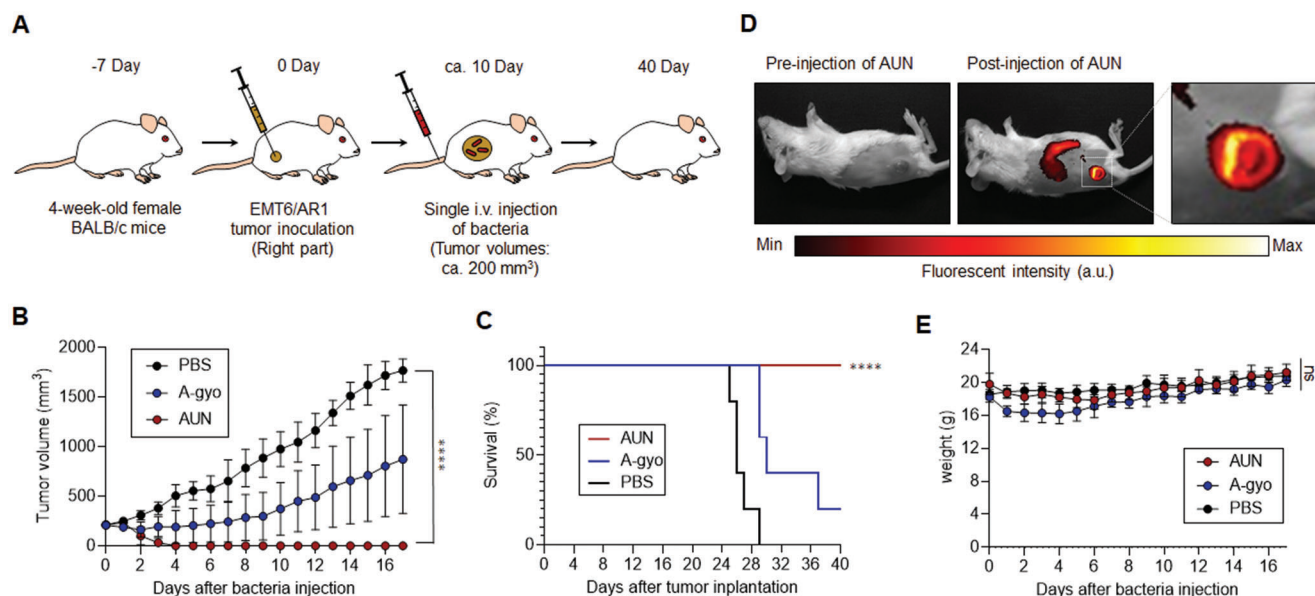 A
-7 Day
0 Day
ca. 10 Day
40 Day
4-week-old female
BALB/c mice
EMT6/AR1
tumor inoculation
(Right part)
Single i.v. injection
of bacteria
(Tumor volumes:
ca. 200 mm³)
D
Pre-injection of AUN
Post-injection of AUN
Min
Max
Fluorescent intensity (a.u.)
B
Tumor volume (mm³)
2000
1500
1000
500
0
PBS
A-gyo
AUN
****
0 2 4 6 8 10 12 14 16
Days after bacteria injection
C
Survival (%)
100
50
0
****
AUN
A-gyo
PBS
0 4 8 12 16 20 24 28 32 36 40
Days after tumor inplantation
E
weight (g)
24
20
16
12
8
4
0
ns
AUN
A-gyo
PBS
0 2 4 6 8 10 12 14 16
Days after bacteria injection